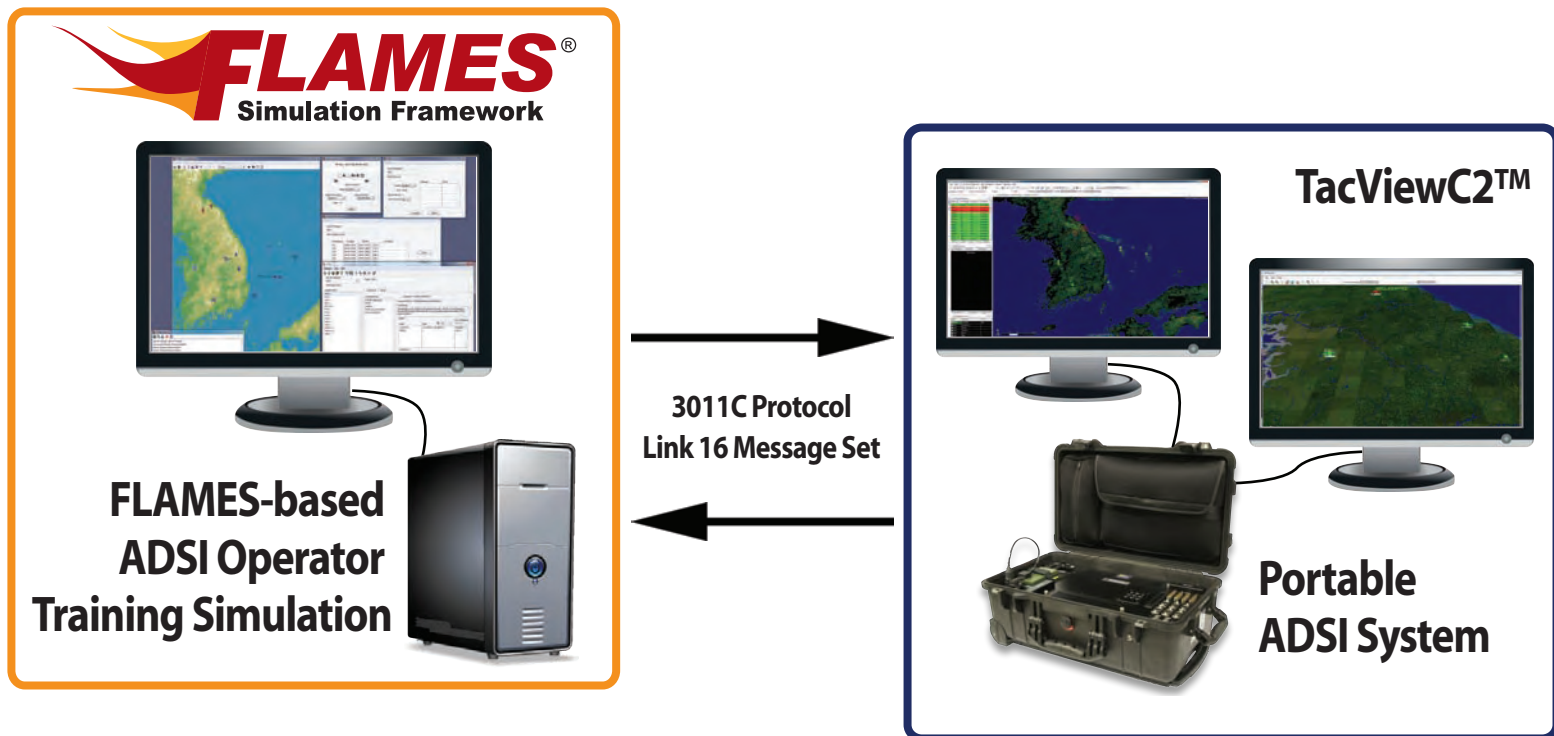 FLAMES®
Simulation Framework
FLAMES-based
ADSI Operator
Training Simulation
3011C Protocol
Link 16 Message Set
TacViewC2™
Portable
ADSI System